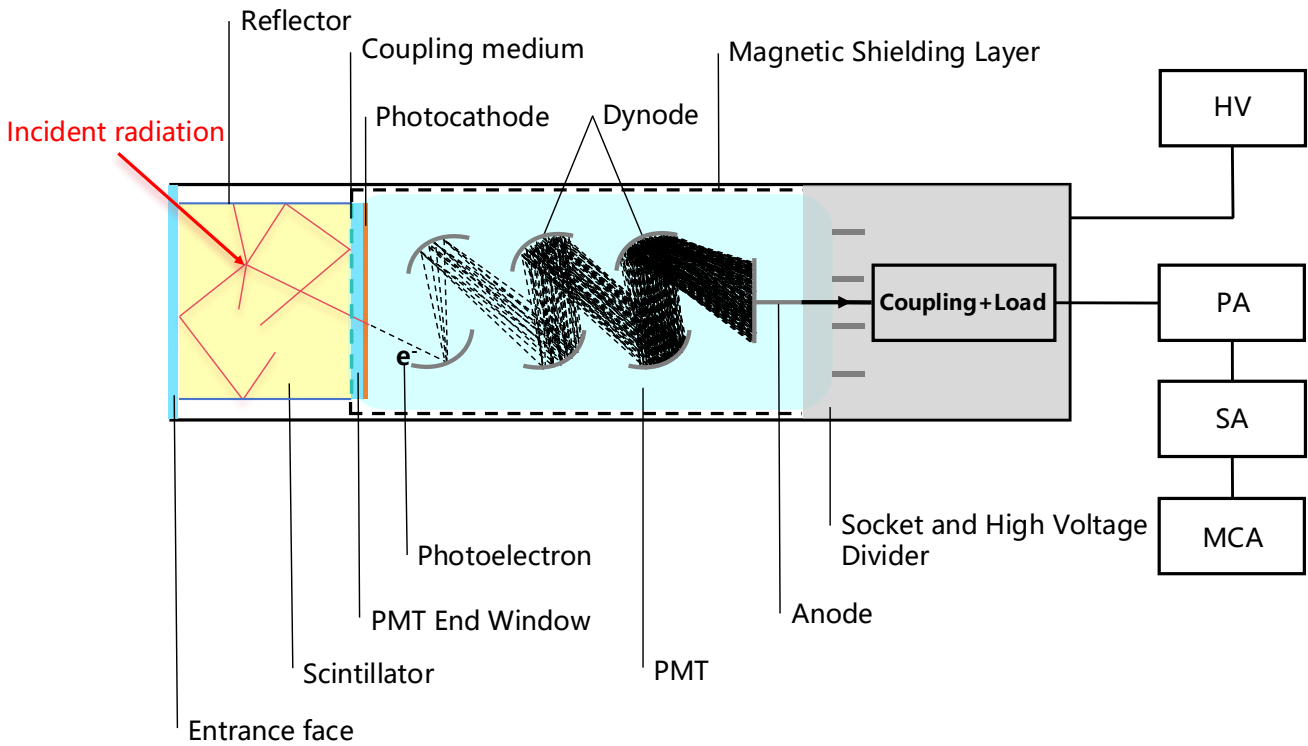 Reflector
Coupling medium
Magnetic Shielding Layer
HV
Photocathode
Dynode
Incident radiation
Coupling+Load
PA
e-
SA
Socket and High Voltage
Divider
MCA
Photoelectron
Anode
PMT End Window
Scintillator
PMT
Entrance face